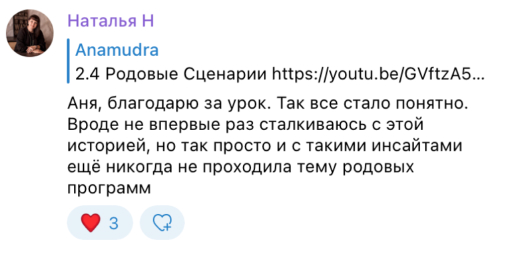 Наталья Н
Anamudra
2.4 Родовые Сценарии https://youtu.be/GVftzA5...
Аня, благодарю за урок. Так все стало понятно.
Вроде не впервые раз сталкиваюсь с этой
историей, но так просто и с такими инсайтами
ещё никогда не проходила тему родовых
программ
3